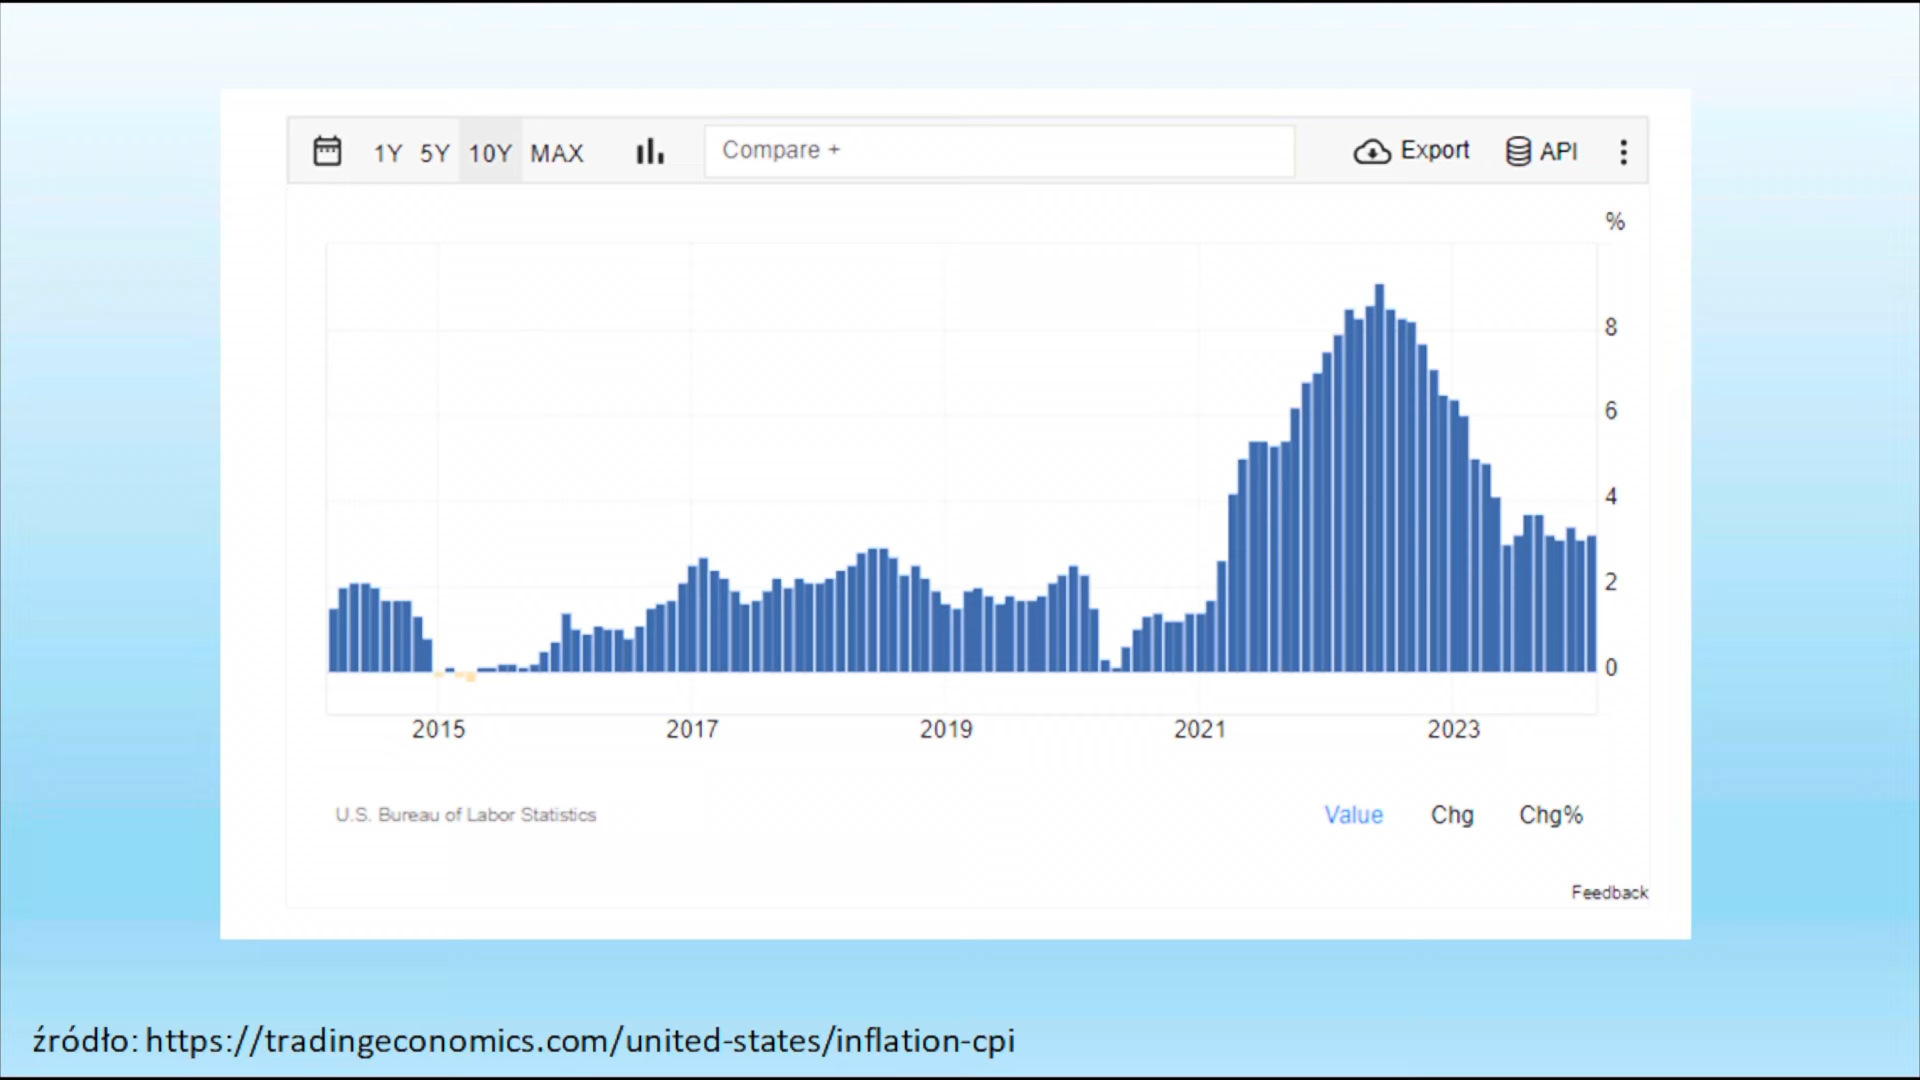 1Y 5Y 10Y MAX Compare + Export API
%
8
6
4
2
0
2015 2017 2019 2021 2023
U.S. Bureau of Labor Statistics Value Chg Chg%
Feedback
źródło: https://tradingeconomics.com/united-states/inflation-cpi